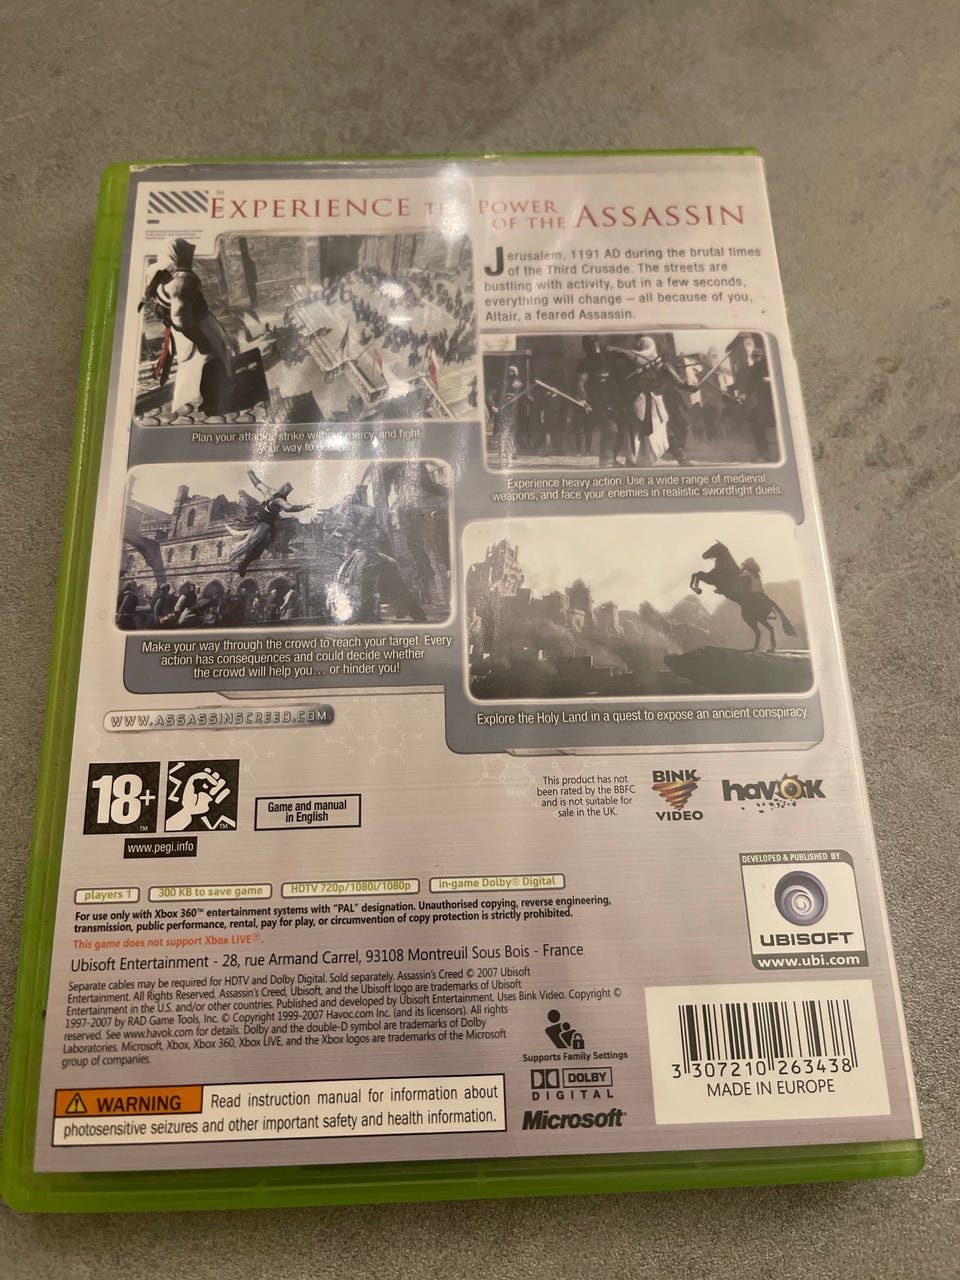 EXPERIENCE THE POWER OF THE ASSASSIN
Jerusalem, 1191 AD during the brutal times
of the Third Crusade. The streets are
bustling with activity, but in a few seconds,
everything will change – all because of you,
Altair, a feared Assassin.
Plan your attack, strike without mercy and fight
your way to
Experience heavy action. Use a wide range of medieval
weapons, and face your enemies in realistic swordfight duels.
Make your way through the crowd to reach your target. Every
action has consequences and could decide whether
the crowd will help you... or hinder you!
Explore the Holy Land in a quest to expose an ancient conspiracy.
WWW.ASSASSINSCREED.COM
18+
TM
TM
www.pegi.info
Game and manual
in English
This product has not
been rated by the BBFC
and is not suitable for
sale in the UK.
BINK
VIDEO
havok
players 1
300 KB to save game
HDTV 720p/1080i/1080p
in-game Dolby® Digital
For use only with Xbox 360™ entertainment systems with "PAL" designation. Unauthorised copying, reverse engineering,
transmission, public performance, rental, pay for play, or circumvention of copy protection is strictly prohibited.
This game does not support Xbox LIVE®.
Ubisoft Entertainment - 28, rue Armand Carrel, 93108 Montreuil Sous Bois - France
Separate cables may be required for HDTV and Dolby Digital. Sold separately. Assassin's Creed © 2007 Ubisoft
Entertainment. All Rights Reserved. Assassin's Creed, Ubisoft, and the Ubisoft logo are trademarks of Ubisoft
Entertainment in the U.S. and/or other countries. Published and developed by Ubisoft Entertainment. Uses Bink Video. Copyright ©
1997-2007 by RAD Game Tools, Inc. © Copyright 1999-2007 Havok.com Inc. (and its licensors). All rights
reserved. See www.havok.com for details. Dolby and the double-D symbol are trademarks of Dolby
Laboratories. Microsoft, Xbox, Xbox 360, Xbox LIVE, and the Xbox logos are trademarks of the Microsoft
group of companies.
DEVELOPED & PUBLISHED BY
UBISOFT
www.ubi.com
Supports Family Settings
DOLBY
DIGITAL
Microsoft®
3 307210 263438
MADE IN EUROPE
WARNING Read instruction manual for information about
photosensitive seizures and other important safety and health information.